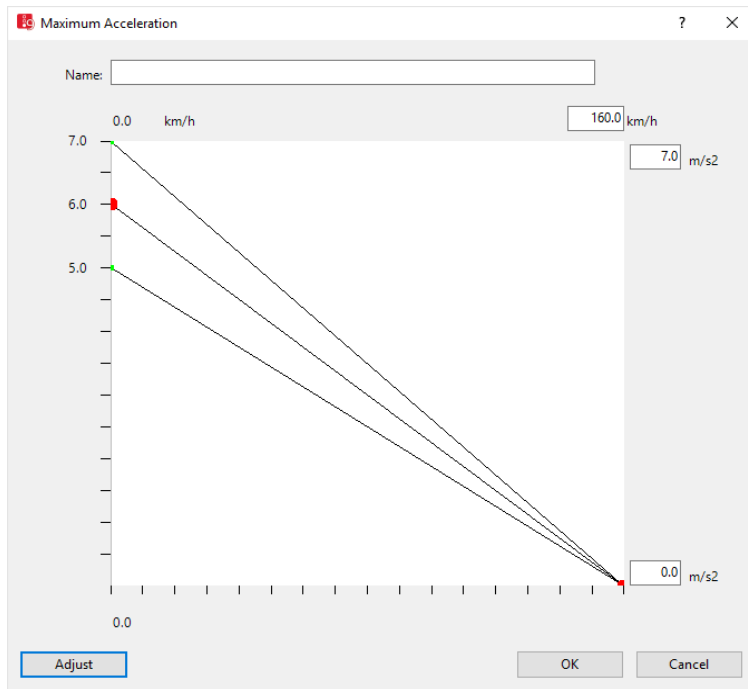 Maximum Acceleration ?
Name:
0.0 km/h 160.0 km/h
7.0 7.0 m/s2
6.0
5.0
0.0 m/s2
0.0
Adjust OK Cancel